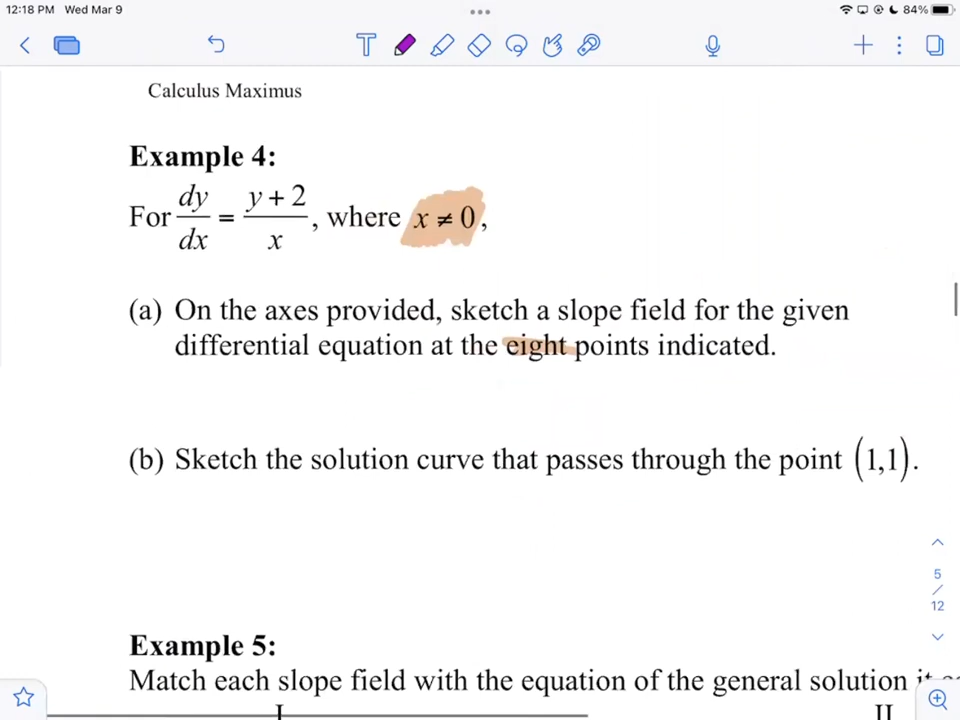 12:18 PM Wed Mar 9
84%
T
Calculus Maximus
Example 4:
For dy/dx = y + 2/x, where x ≠ 0,
(a) On the axes provided, sketch a slope field for the given
differential equation at the eight points indicated.
(b) Sketch the solution curve that passes through the point (1,1).
5
/
12
Example 5:
Match each slope field with the equation of the general solution it
I
II